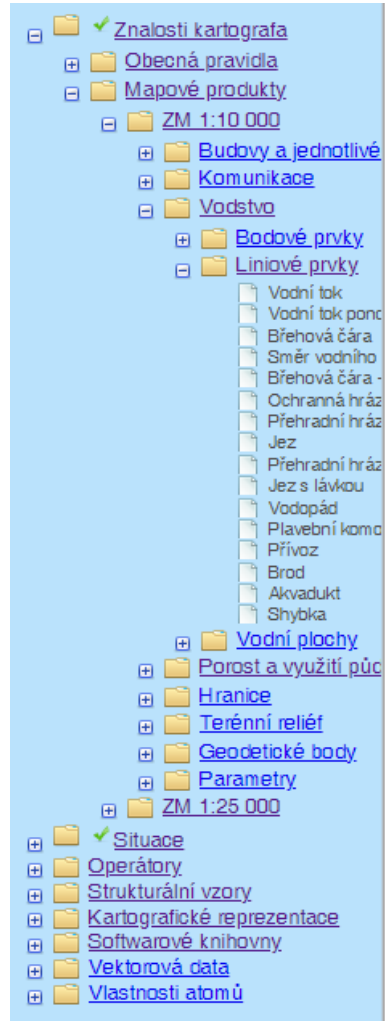 Znalosti kartografa
Obecná pravidla
Mapové produkty
ZM 1:10 000
Budovy a jednotlivé
Komunikace
Vodstvo
Bodové prvky
Liniové prvky
Vodní tok
Vodní tok
Břehová čára
Směr vodního
Břehová čára -
Ochranná
Přehradní
Jez
Přehradní
Jez s lávkou
Vodopád
Plavební
Přívoz
Brod
Akvadukt
Shybka
Vodní plochy
Porost a využití
Hranice
Terénní reliéf
Geodetické body
Parametry
ZM 1:25 000
Situace
Operátory
Strukturální vzory
Kartografické reprezentace
Softwarové knihovny
Vektorová data
Vlastnosti atomů